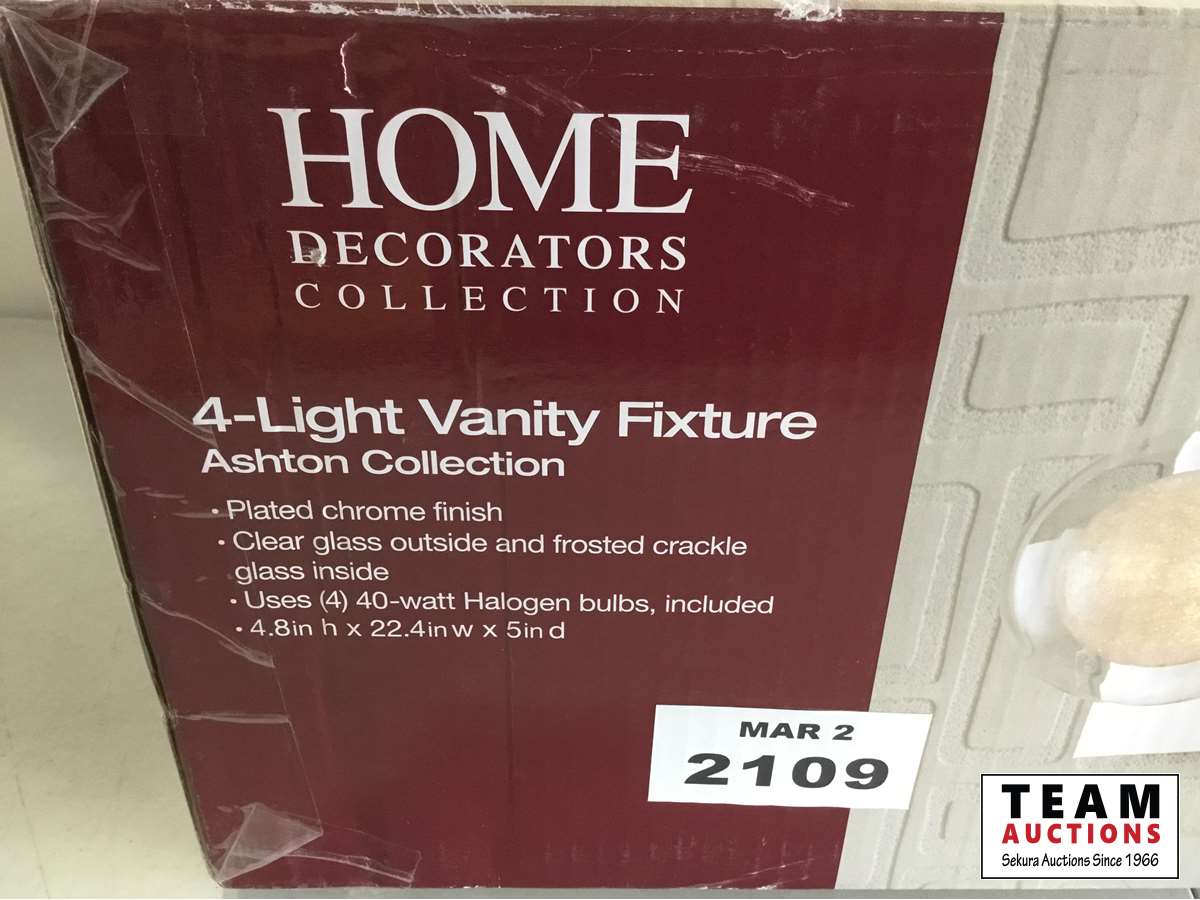 HOME
DECORATORS
COLLECTION
4-Light Vanity Fixture
Ashton Collection
• Plated chrome finish
• Clear glass outside and frosted crackle
glass inside
• Uses (4) 40-watt Halogen bulbs, included
• 4.8in h x 22.4in w x 5in d
MAR 2
2109
TEAM
AUCTIONS
Sekura Auctions Since 1966